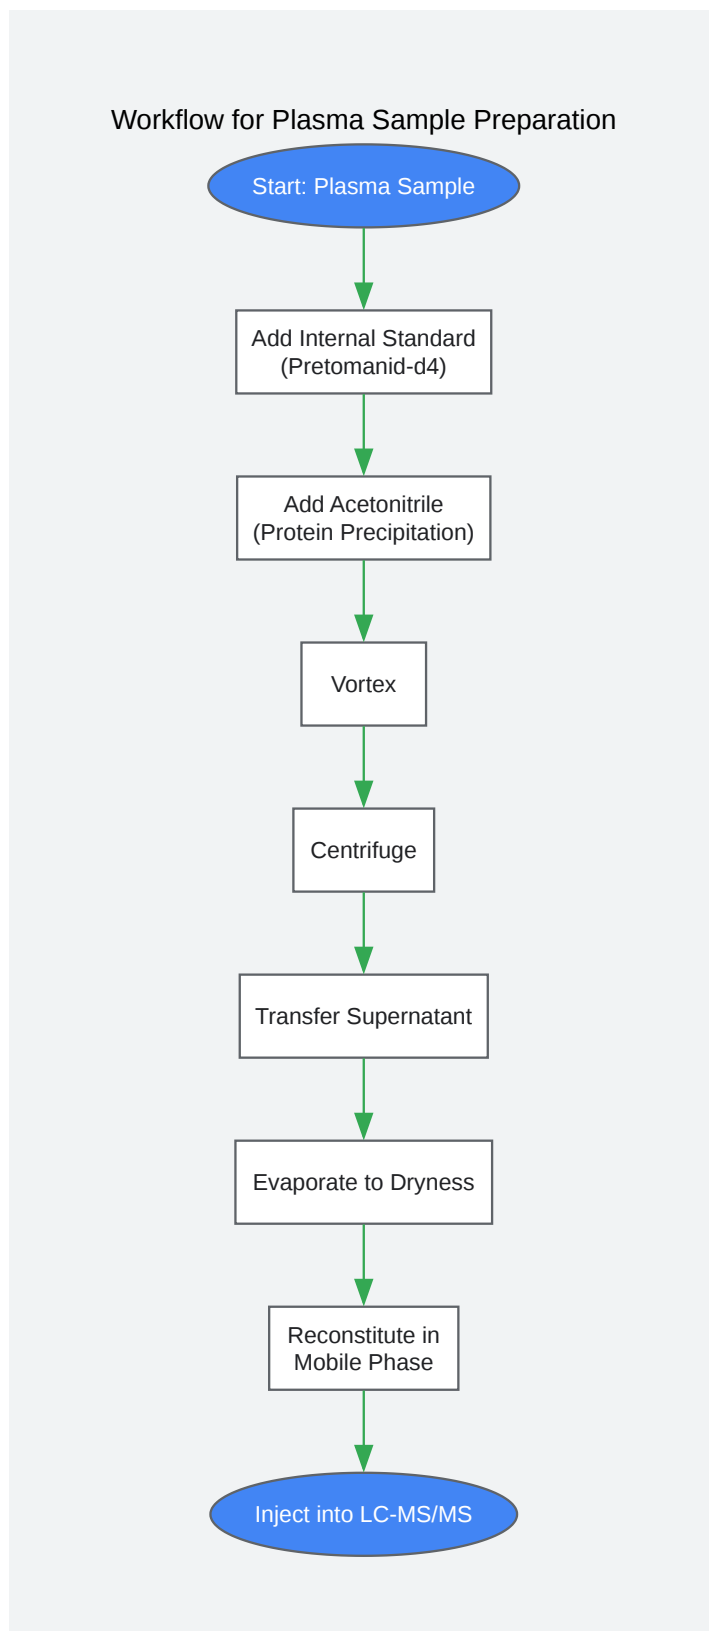 Workflow for Plasma Sample Preparation
Start: Plasma Sample
Add Internal Standard
(Pretomanid-d4)
Add Acetonitrile
(Protein Precipitation)
Vortex
Centrifuge
Transfer Supernatant
Evaporate to Dryness
Reconstitute in
Mobile Phase
Inject into LC-MS/MS